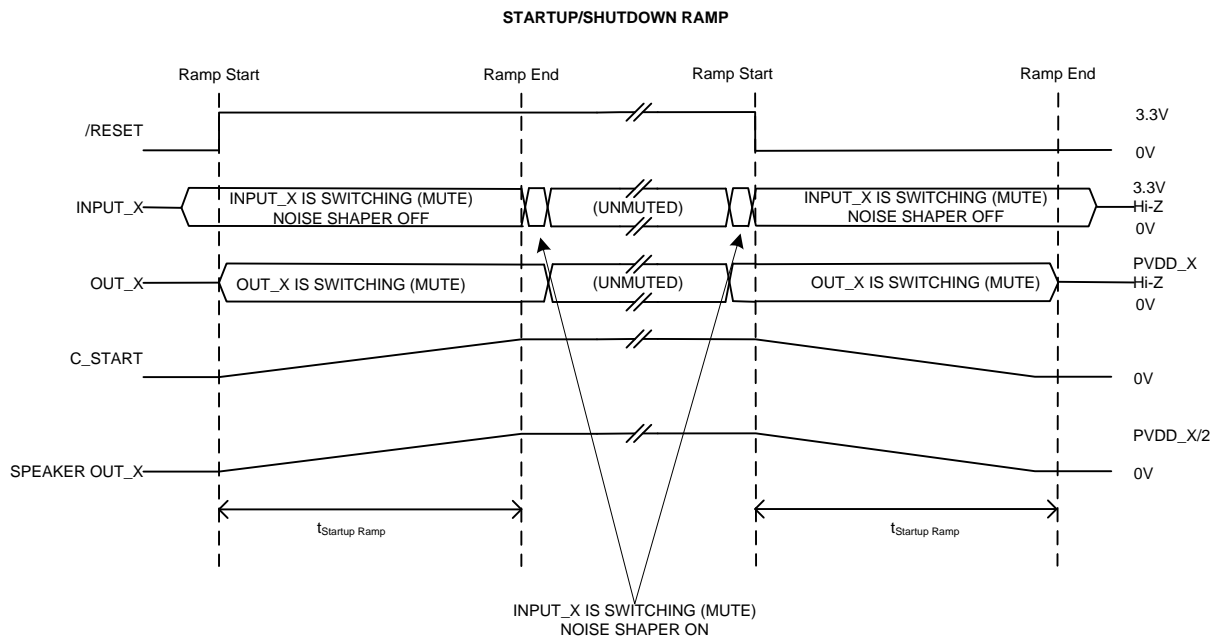 STARTUP/SHUTDOWN RAMP
Ramp Start
Ramp End
Ramp Start
Ramp End
/RESET
3.3V
0V
INPUT_X
INPUT_X IS SWITCHING (MUTE)
NOISE SHAPER OFF
(UNMUTED)
INPUT_X IS SWITCHING (MUTE)
NOISE SHAPER OFF
3.3V
Hi-Z
0V
OUT_X
OUT_X IS SWITCHING (MUTE)
(UNMUTED)
OUT_X IS SWITCHING (MUTE)
PVDD_X
Hi-Z
0V
C_START
0V
SPEAKER OUT_X
PVDD_X/2
0V
tStartup Ramp
tStartup Ramp
INPUT_X IS SWITCHING (MUTE)
NOISE SHAPER ON